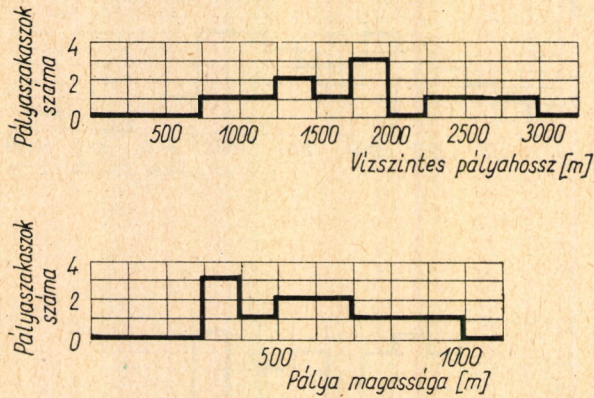 Pályaszakaszok
száma
4
2
0
500 1000 1500 2000 2500 3000
Vízszintes pályahossz [m]
Pályaszakaszok
száma
4
2
0
500 1000
Pálya magassága [m]